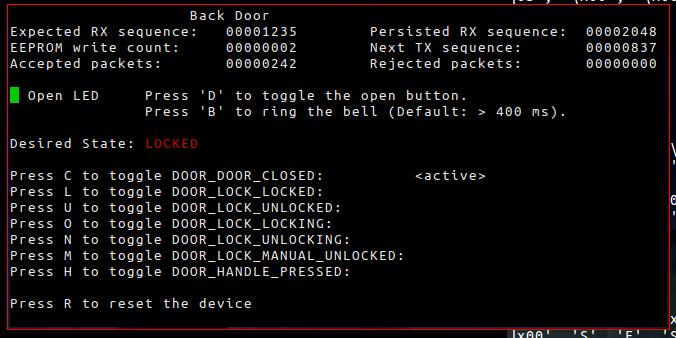 Back Door
Expected RX sequence: 00001235 Persisted RX sequence: 00002048
EEPROM write count: 00000002 Next TX sequence: 00000837
Accepted packets: 00000242 Rejected packets: 00000000
Open LED Press 'D' to toggle the open button.
Press 'B' to ring the bell (Default: > 400 ms).
Desired State: LOCKED
Press C to toggle DOOR_DOOR_CLOSED: <active>
Press L to toggle DOOR_LOCK_LOCKED:
Press U to toggle DOOR_LOCK_UNLOCKED:
Press O to toggle DOOR_LOCK_LOCKING:
Press N to toggle DOOR_LOCK_UNLOCKING:
Press M to toggle DOOR_LOCK_MANUAL_UNLOCKED:
Press H to toggle DOOR_HANDLE_PRESSED:
Press R to reset the device